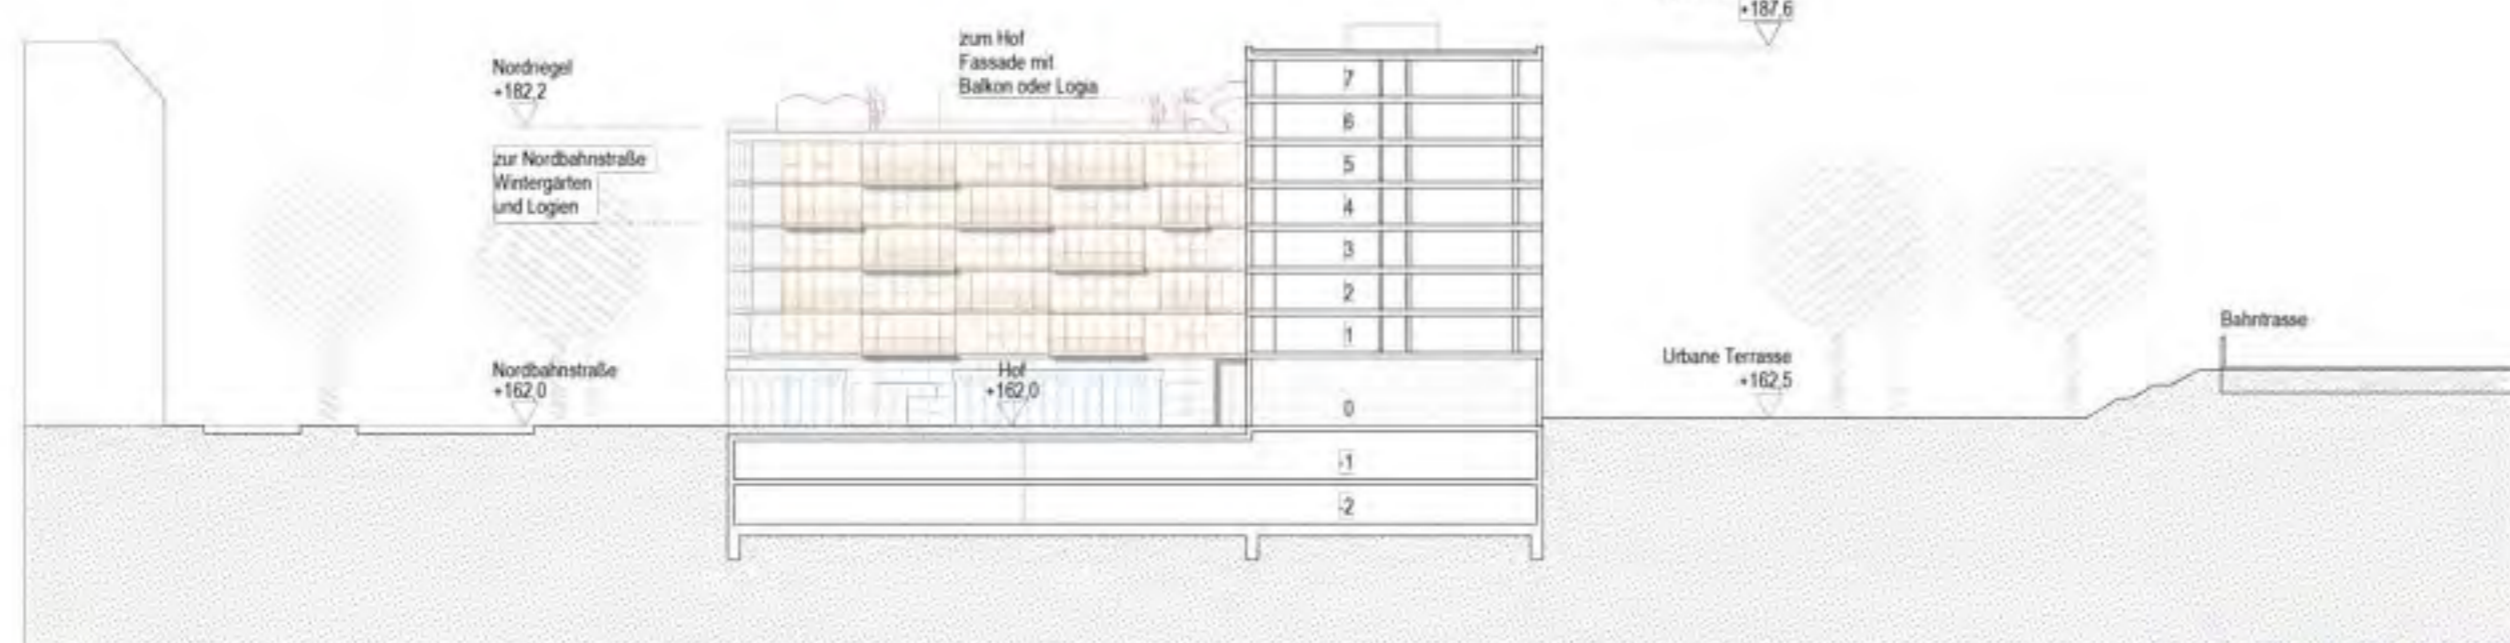 +187,6
Nordriegel
+182,2
zur Nordbahnstraße
Wintergärten
und Logien
Nordbahnstraße
+162,0
zum Hof
Fassade mit
Balkon oder Logia
Hof
+162,0
7
6
5
4
3
2
1
0
-1
-2
Urbane Terrasse
+162,5
Bahntrasse